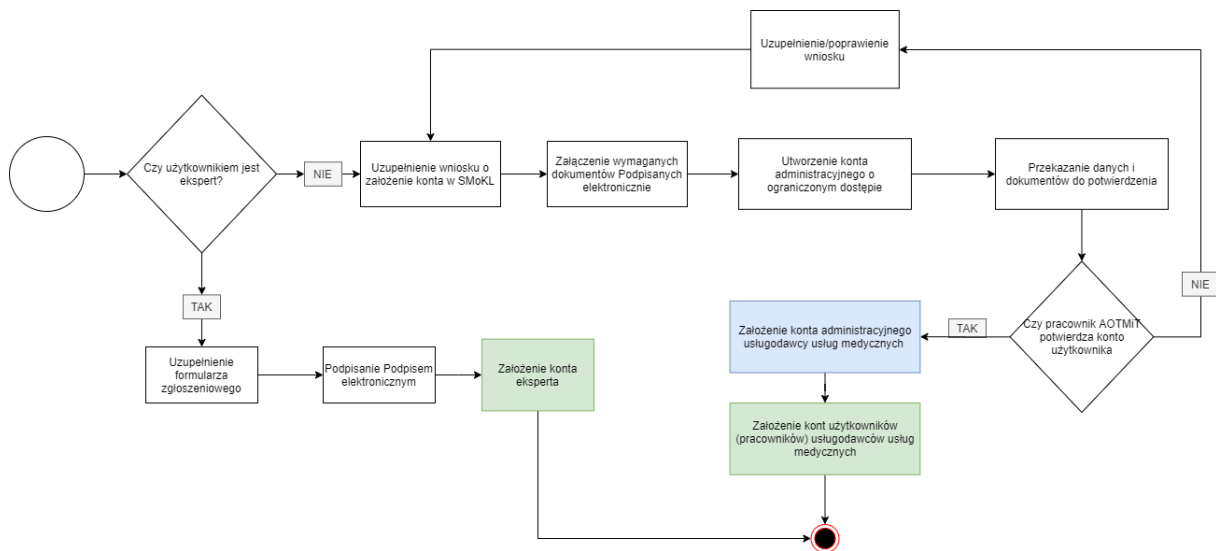 Uzupełnienie/poprawienie
wniosku
Czy użytkownikiem jest
ekspert?
NIE
Uzupełnienie wniosku o
założenie konta w SMoKL
Załączenie wymaganych
dokumentów Podpisanych
elektronicznie
Utworzenie konta
administracyjnego o
ograniczonym dostępie
Przekazanie danych i
dokumentów do potwierdzenia
NIE
TAK
Założenie konta administracyjnego
usługodawcy usług medycznych
TAK
Czy pracownik AOTMiT
potwierdza konto
użytkownika
Uzupełnienie
formularza
zgłoszeniowego
Podpisanie Podpisem
elektronicznym
Założenie konta
eksperta
Założenie kont użytkowników
(pracowników) usługodawców usług
medycznych